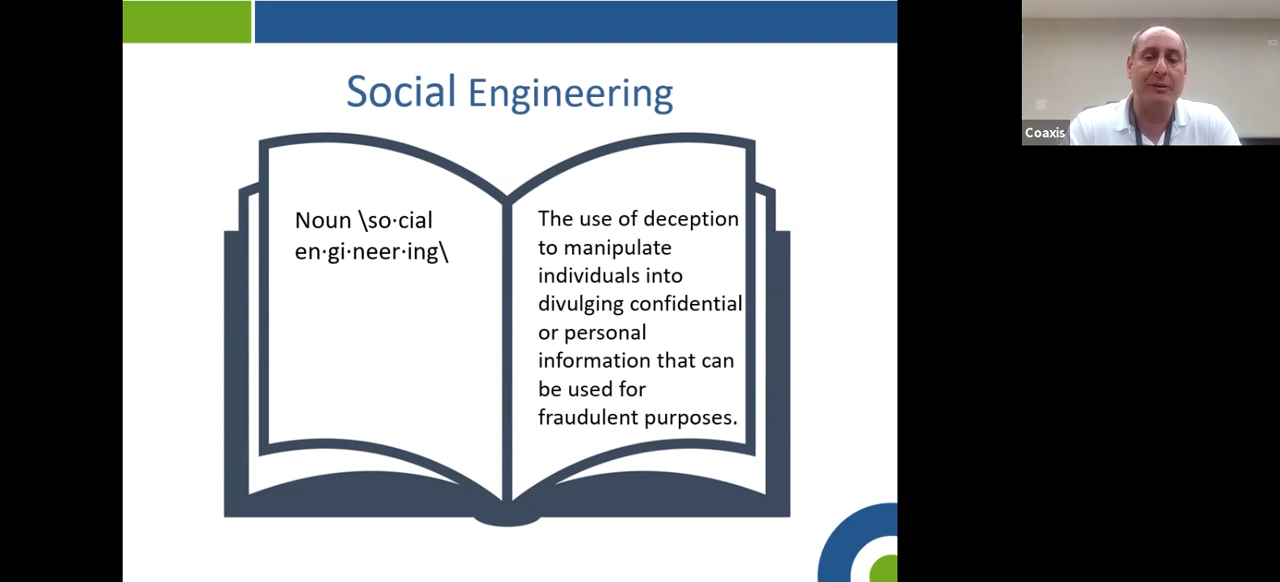 Social Engineering
Noun \so·cial
en·gi·neer·ing\
The use of deception
to manipulate
individuals into
divulging confidential
or personal
information that can
be used for
fraudulent purposes.
Coaxis